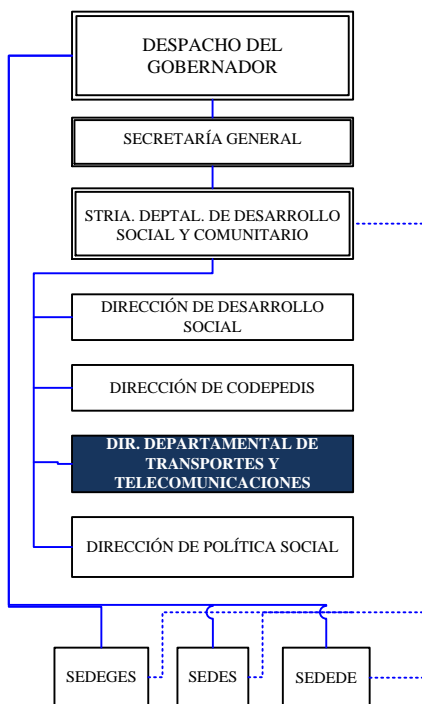 DESPACHO DEL
GOBERNADOR
SECRETARÍA GENERAL
STRIA. DEPTAL. DE DESARROLLO
SOCIAL Y COMUNITARIO
DIRECCIÓN DE DESARROLLO
SOCIAL
DIRECCIÓN DE CODEPEDIS
DIR. DEPARTAMENTAL DE
TRANSPORTES Y
TELECOMUNICACIONES
DIRECCIÓN DE POLÍTICA SOCIAL
SEDEGES SEDES SEDEDE